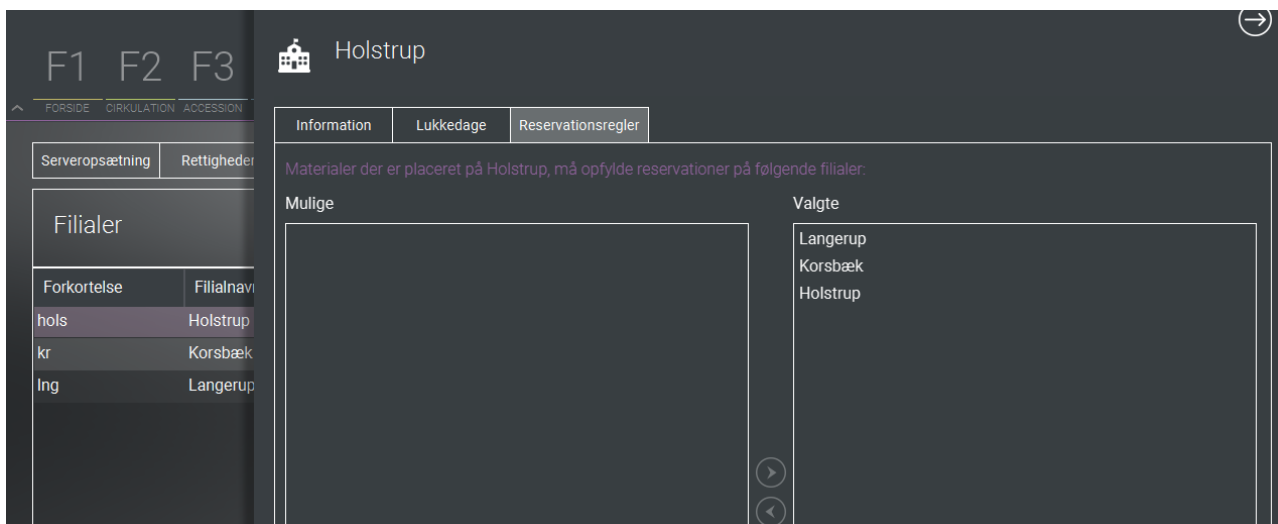 Holstrup
F1 F2 F3
FORSIDE CIRKULATION ACCESSION
Information Lukkedage Reservationsregler
Serveropsætning Rettigheder
Materialer der er placeret på Holstrup, må opfylde reservationer på følgende filialer:
Mulige Valgte
Filialer
Langerup
Korsbæk
Holstrup
Forkortelse Filialnav
hols Holstrup
kr Korsbæk
lng Langerup